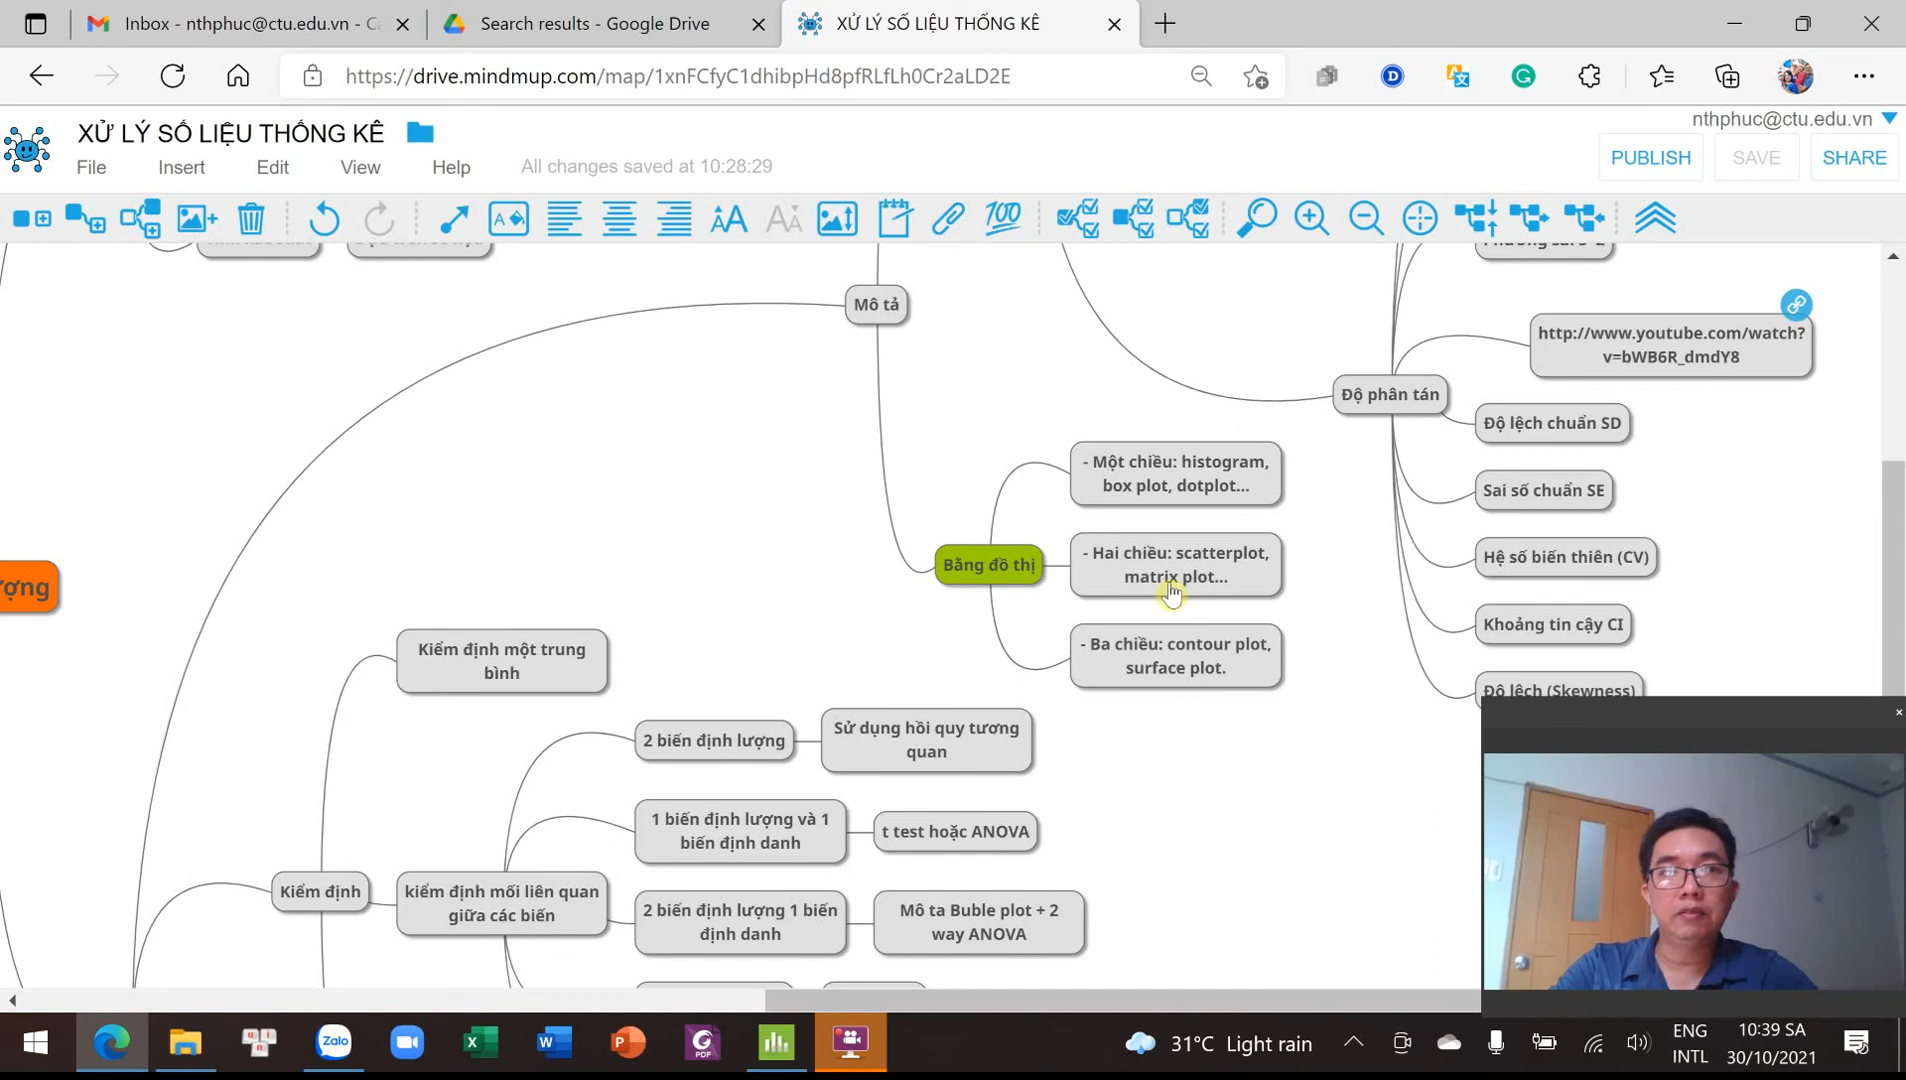 Inbox - nthphuc@ctu.edu.vn - Ca
Search results - Google Drive
XỬ LÝ SỐ LIỆU THỐNG KÊ
https://drive.mindmup.com/map/1xnFCfyC1dhibpHd8pfRLfLh0Cr2aLD2E
XỬ LÝ SỐ LIỆU THỐNG KÊ
nthphuc@ctu.edu.vn
File
Insert
Edit
View
Help
All changes saved at 10:28:29
PUBLISH
SAVE
SHARE
Mô tả
http://www.youtube.com/watch?
v=bWB6R_dmdY8
Độ phân tán
Độ lệch chuẩn SD
- Một chiều: histogram,
box plot, dotplot...
Sai số chuẩn SE
Bằng đồ thị
- Hai chiều: scatterplot,
matrix plot...
Hệ số biến thiên (CV)
ượng
Khoảng tin cậy CI
- Ba chiều: contour plot,
surface plot.
Kiểm định một trung
bình
Độ lệch (Skewness)
2 biến định lượng
Sử dụng hồi quy tương
quan
1 biến định lượng và 1
biến định danh
t test hoặc ANOVA
Kiểm định
kiểm định mối liên quan
giữa các biến
2 biến định lượng 1 biến
định danh
Mô ta Buble plot + 2
way ANOVA
Zalo
PDF
31°C Light rain
ENG
INTL
10:39 SA
30/10/2021